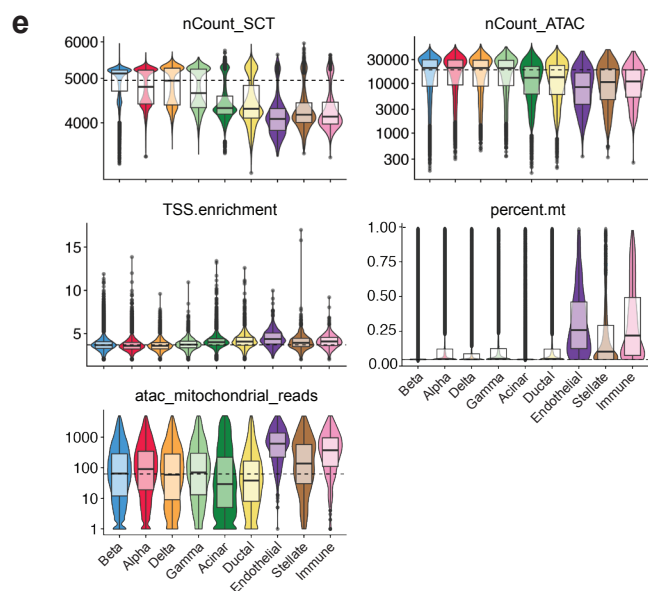 e
nCount_SCT
6000
5000
4000
nCount_ATAC
30000
10000
3000
1000
300
TSS.enrichment
15
10
5
percent.mt
1.00
0.75
0.50
0.25
0.00
Beta
Alpha
Delta
Gamma
Acinar
Ductal
Endothelial
Stellate
Immune
atac_mitochondrial_reads
1000
100
10
1
Beta
Alpha
Delta
Gamma
Acinar
Ductal
Endothelial
Stellate
Immune